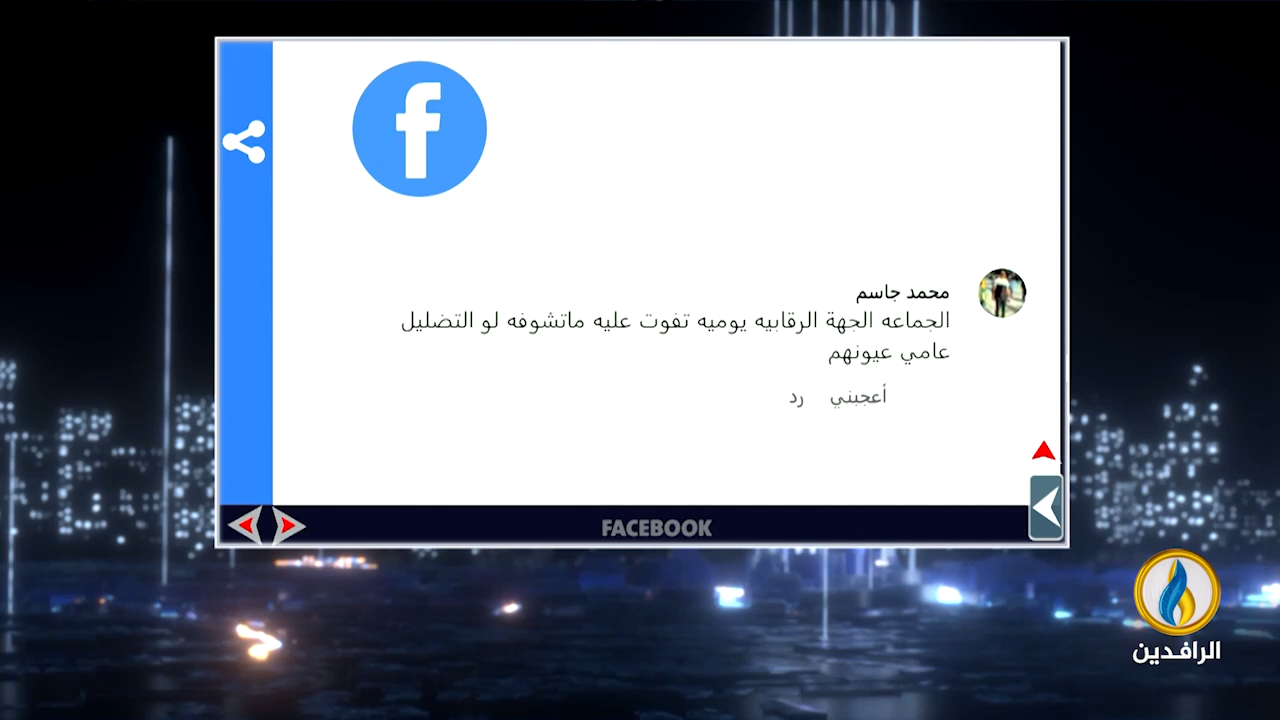 محمد جاسم
الجماعه الجهة الرقابيه يوميه تفوت عليه ماتشوفه لو التضليل
عامي عيونهم
أعجبني رد
FACEBOOK
الرافدين